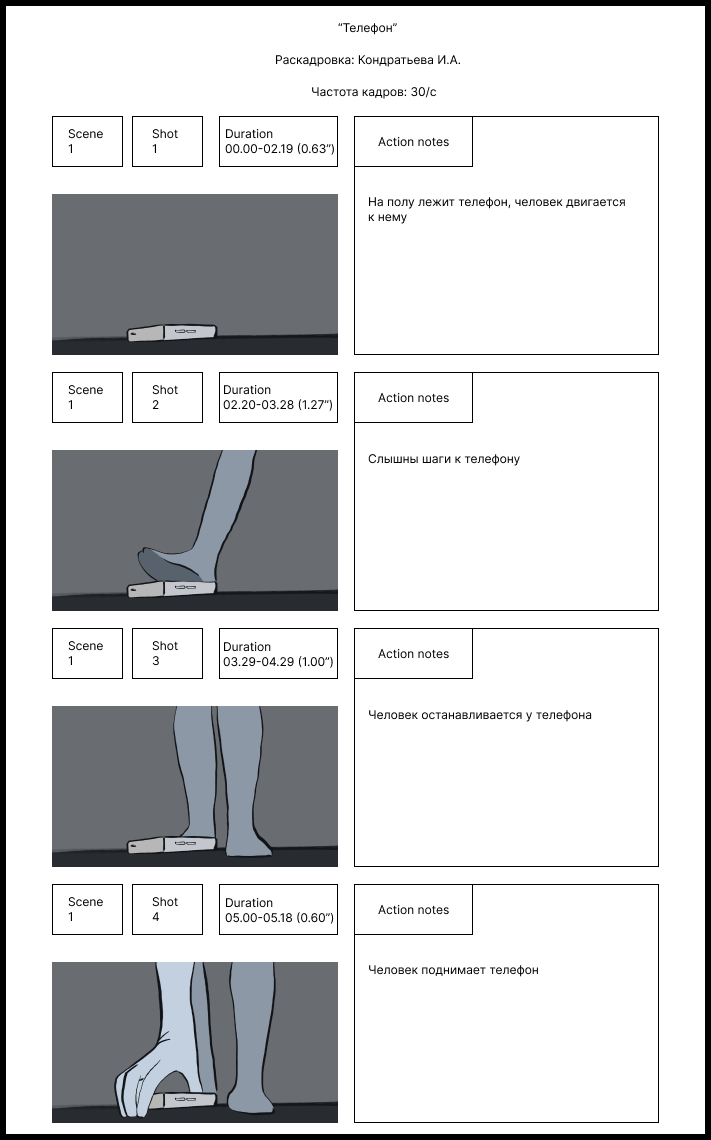 “Телефон”
Раскадровка: Кондратьева И.А.
Частота кадров: 30/с
Scene
1
Shot
1
Duration
00.00-02.19 (0.63”)
Action notes
На полу лежит телефон, человек двигается
к нему
Scene
1
Shot
2
Duration
02.20-03.28 (1.27”)
Action notes
Слышны шаги к телефону
Scene
1
Shot
3
Duration
03.29-04.29 (1.00”)
Action notes
Человек останавливается у телефона
Scene
1
Shot
4
Duration
05.00-05.18 (0.60”)
Action notes
Человек поднимает телефон